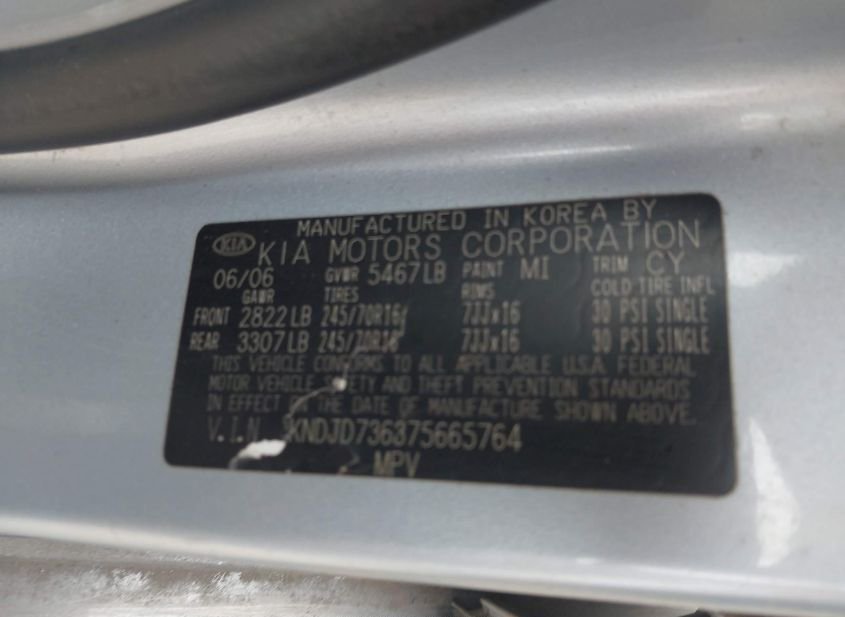 MANUFACTURED IN KOREA BY
KIA KIA MOTORS CORPORATION
06/06 GVWR 5467LB PAINT MI TRIM CY
GAWR TIRES RIMS COLD TIRE INFL
FRONT 2822LB 245/70R16 7JJx16 30 PSI SINGLE
REAR 3307LB 245/70R16 7JJx16 30 PSI SINGLE
THIS VEHICLE CONFORMS TO ALL APPLICABLE U.S.A. FEDERAL
MOTOR VEHICLE AND THEFT PREVENTION STANDARDS
IN EFFECT ON THE DATE OF MANUFACTURE SHOWN ABOVE.
V.I.N. KNDJD736375665764
MPV